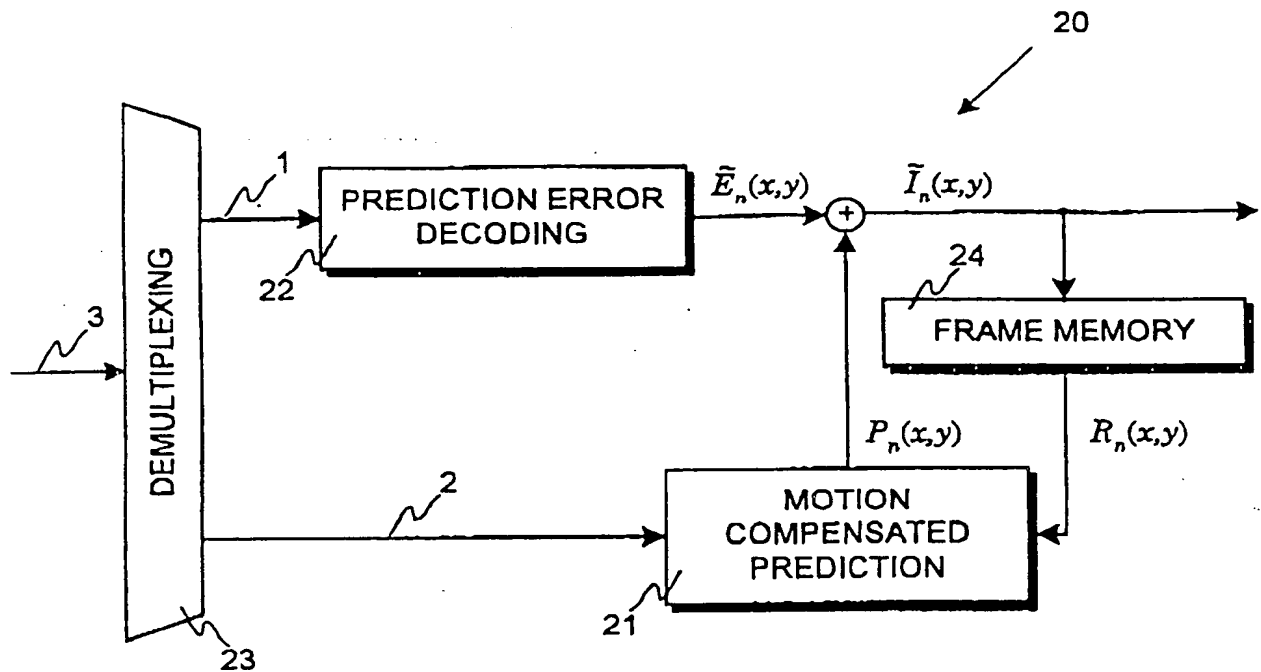 20
1
PREDICTION ERROR
DECODING
22
Ẽₙ(x,y)
+
Ĩₙ(x,y)
24
FRAME MEMORY
3
DEMULTIPLEXING
23
2
Pₙ(x,y)
Rₙ(x,y)
MOTION
COMPENSATED
PREDICTION
21